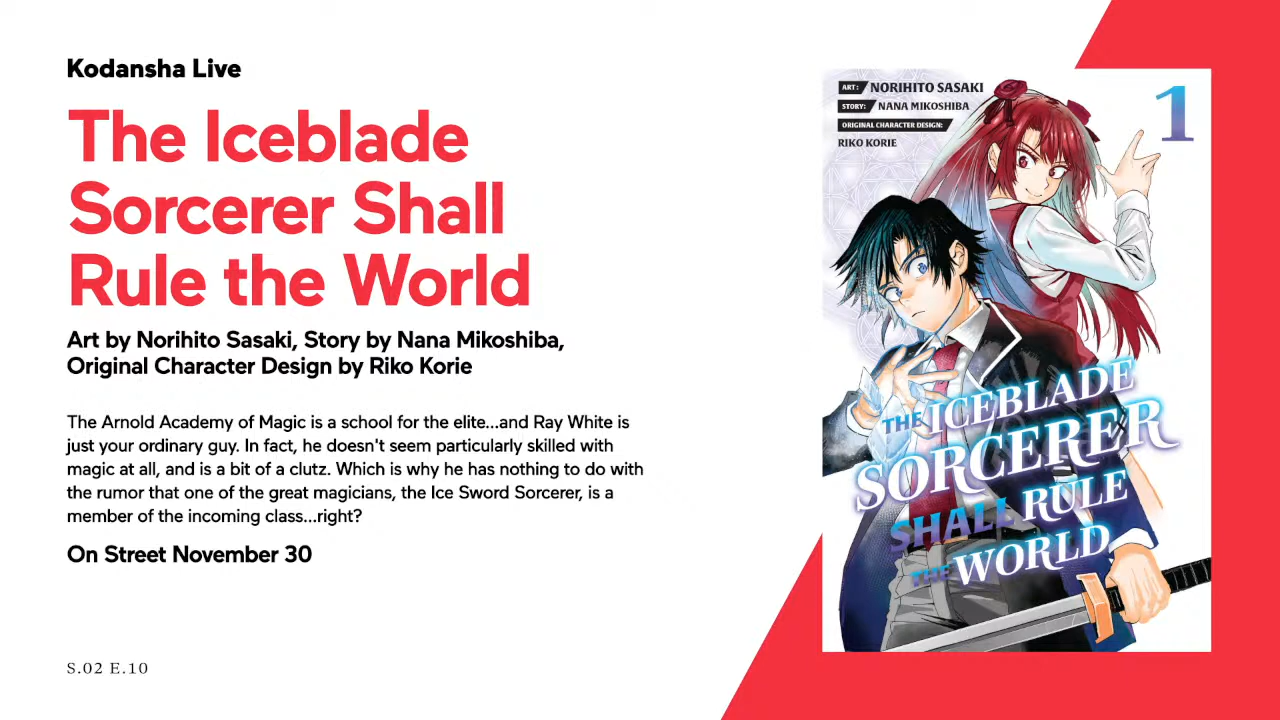 Kodansha Live
The Iceblade
Sorcerer Shall
Rule the World
Art by Norihito Sasaki, Story by Nana Mikoshiba,
Original Character Design by Riko Korie
The Arnold Academy of Magic is a school for the elite...and Ray White is
just your ordinary guy. In fact, he doesn't seem particularly skilled with
magic at all, and is a bit of a clutz. Which is why he has nothing to do with
the rumor that one of the great magicians, the Ice Sword Sorcerer, is a
member of the incoming class...right?
On Street November 30
S.02 E.10
ART: NORIHITO SASAKI
STORY: NANA MIKOSHIBA
ORIGINAL CHARACTER DESIGN:
RIKO KORIE
1
THE ICEBLADE
SORCERER
SHALL RULE
THE WORLD